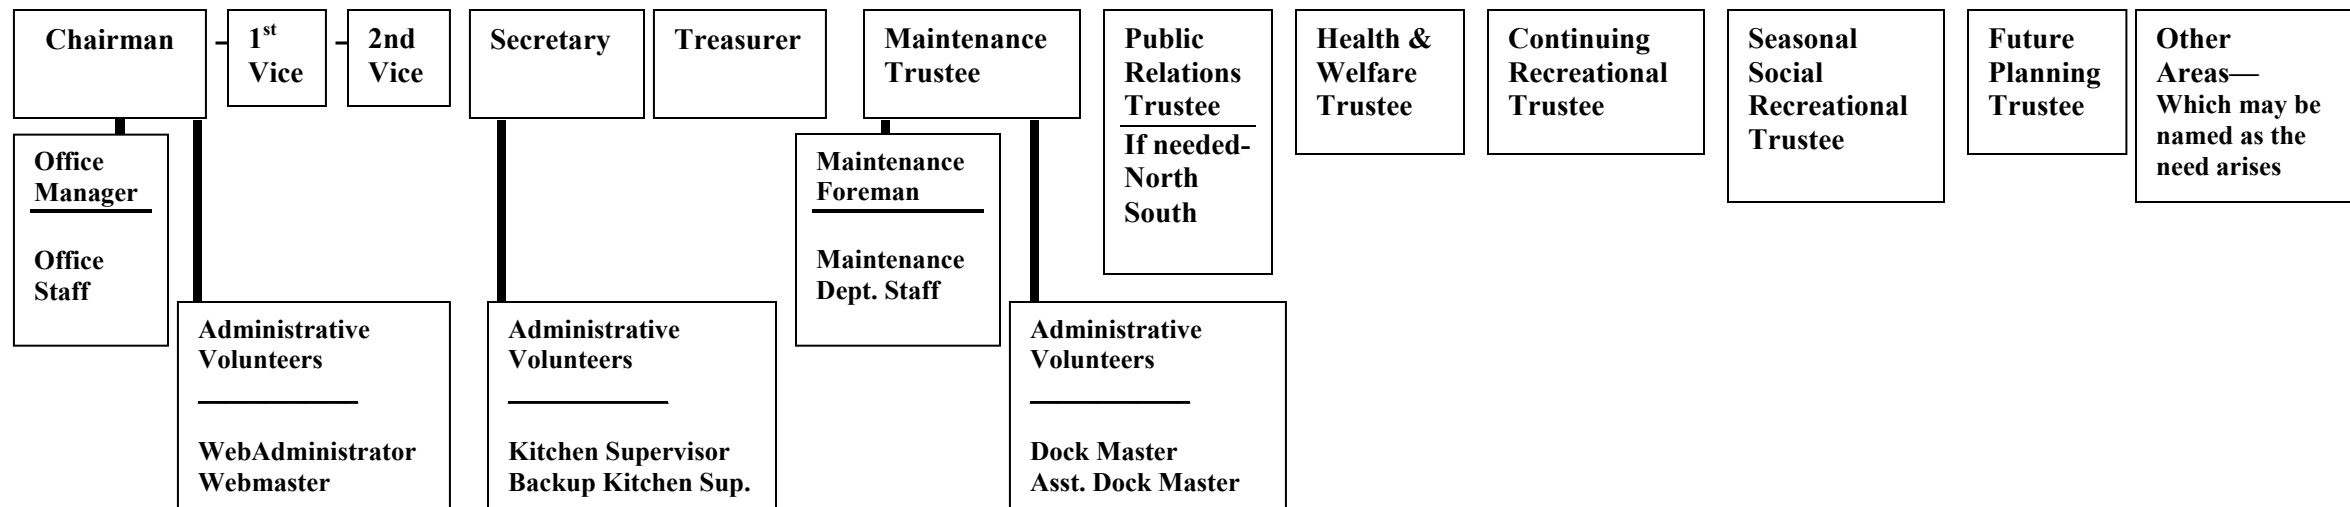 Chairman
1st
Vice
2nd
Vice
Secretary
Treasurer
Maintenance
Trustee
Public
Relations
Trustee
If needed-
North
South
Health &
Welfare
Trustee
Continuing
Recreational
Trustee
Seasonal
Social
Recreational
Trustee
Future
Planning
Trustee
Other
Areas—
Which may be
named as the
need arises
Office
Manager
Office
Staff
Maintenance
Foreman
Maintenance
Dept. Staff
Administrative
Volunteers
WebAdministrator
Webmaster
Administrative
Volunteers
Kitchen Supervisor
Backup Kitchen Sup.
Administrative
Volunteers
Dock Master
Asst. Dock Master